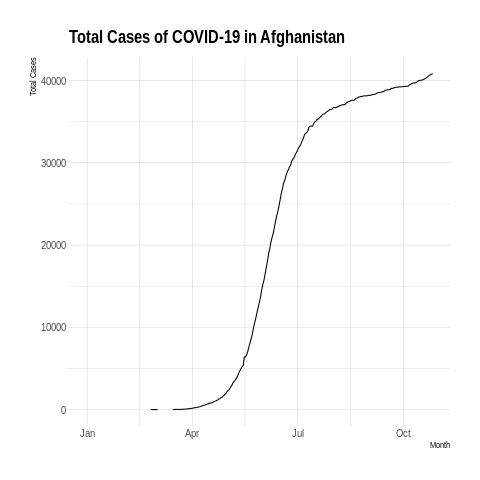 Total Cases of COVID-19 in Afghanistan
Total Cases
40000
30000
20000
10000
0
Jan Apr Jul Oct
Month